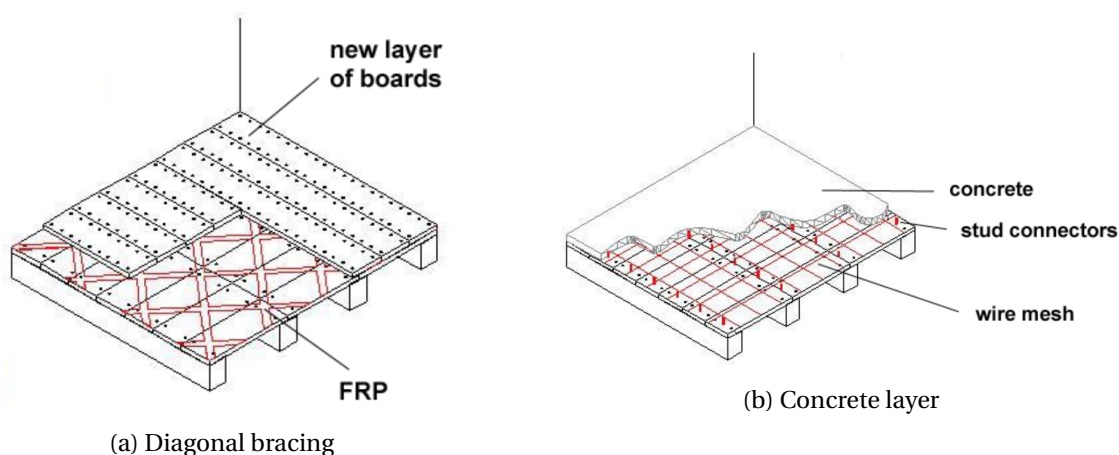 new layer
of boards
FRP
(a) Diagonal bracing
concrete
stud connectors
wire mesh
(b) Concrete layer